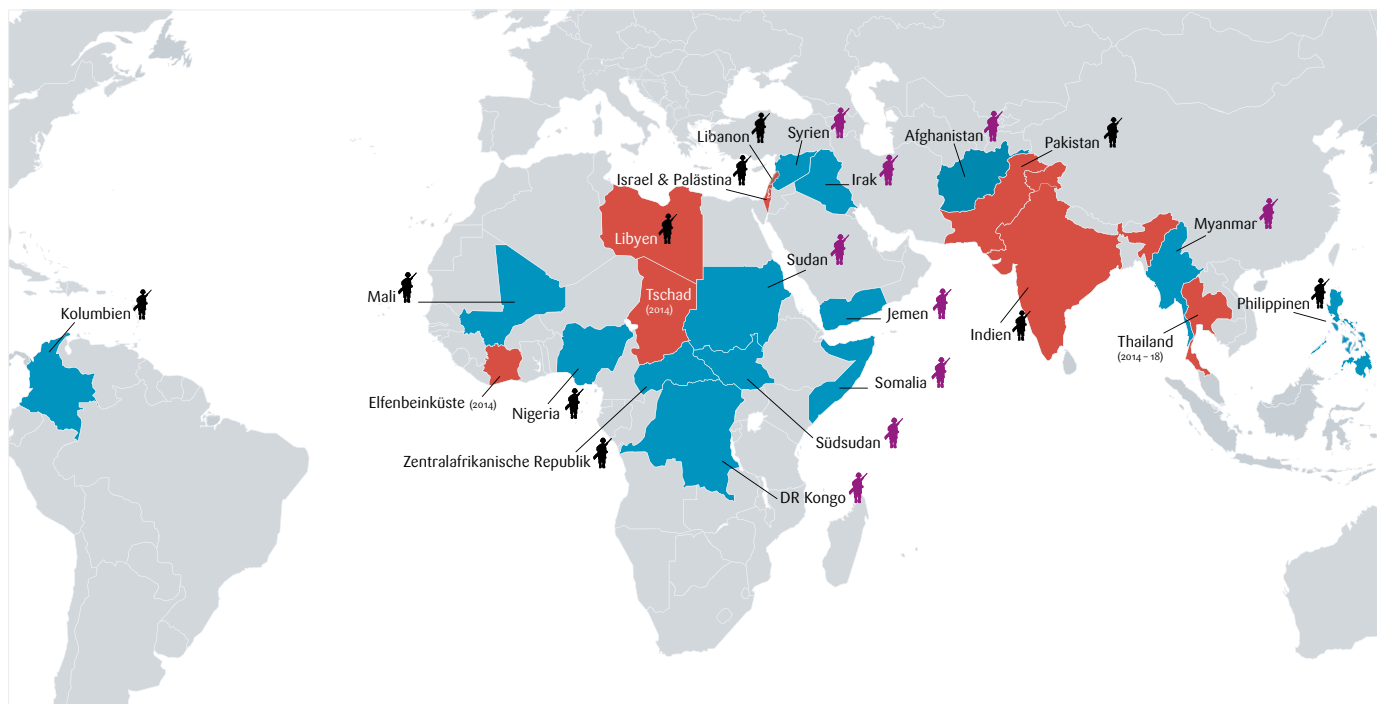 Libanon
Syrien
Afghanistan
Pakistan
Israel & Palästina
Irak
Myanmar
Libyen
Sudan
Mali
Tschad
(2014)
Kolumbien
Jemen
Philippinen
Indien
Thailand
(2014 – 18)
Somalia
Elfenbeinküste (2014)
Nigeria
Südsudan
Zentralafrikanische Republik
DR Kongo